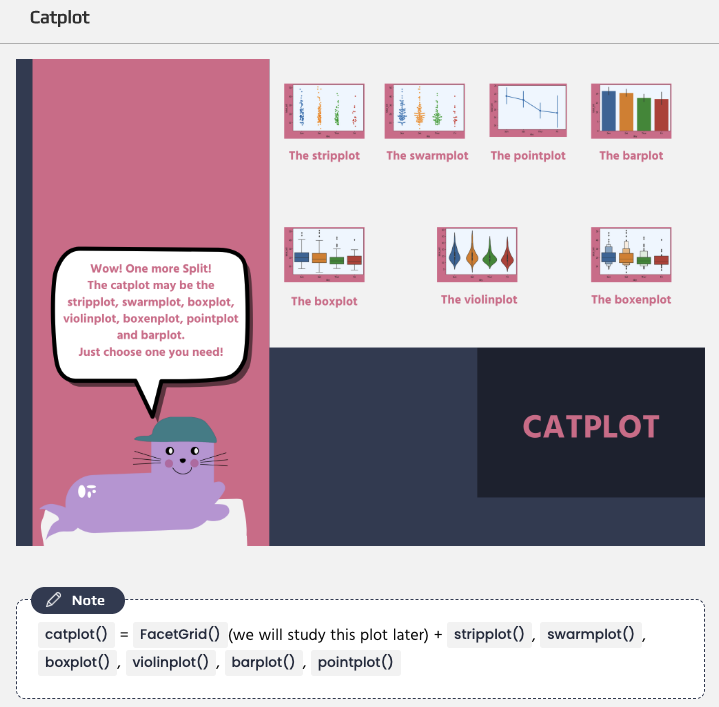 Catplot
The stripplot
The swarmplot
The pointplot
The barplot
Wow! One more Split!
The catplot may be the
stripplot, swarmplot, boxplot,
violinplot, boxenplot, pointplot
and barplot.
Just choose one you need!
The boxplot
The violinplot
The boxenplot
CATPLOT
Note
catplot() = FacetGrid() (we will study this plot later) + stripplot() , swarmplot() ,
boxplot() , violinplot() , barplot() , pointplot()